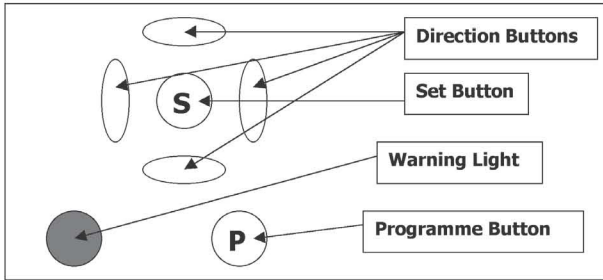 Direction Buttons
S
Set Button
Warning Light
P
Programme Button